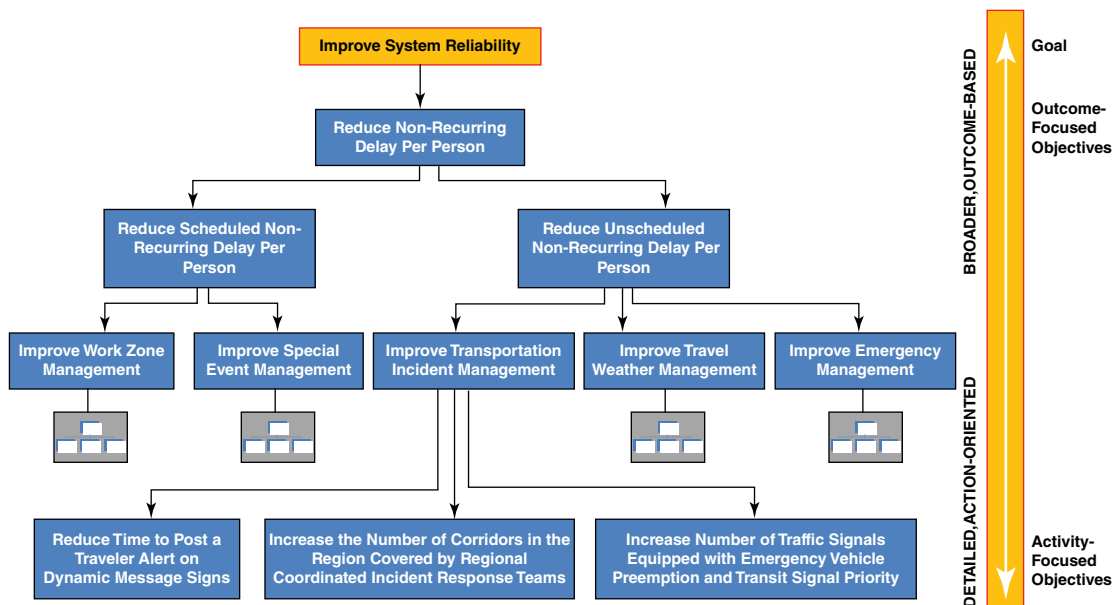 Improve System Reliability
Reduce Non-Recurring
Delay Per Person
Reduce Scheduled Non-
Recurring Delay Per
Person
Reduce Unscheduled
Non-Recurring Delay Per
Person
Improve Work Zone
Management
Improve Special
Event Management
Improve Transportation
Incident Management
Improve Travel
Weather Management
Improve Emergency
Management
Reduce Time to Post a
Traveler Alert on
Dynamic Message Signs
Increase the Number of Corridors in the
Region Covered by Regional
Coordinated Incident Response Teams
Increase Number of Traffic Signals
Equipped with Emergency Vehicle
Preemption and Transit Signal Priority
BROADER,OUTCOME-BASED
DETAILED,ACTION-ORIENTED
Goal
Outcome-
Focused
Objectives
Activity-
Focused
Objectives